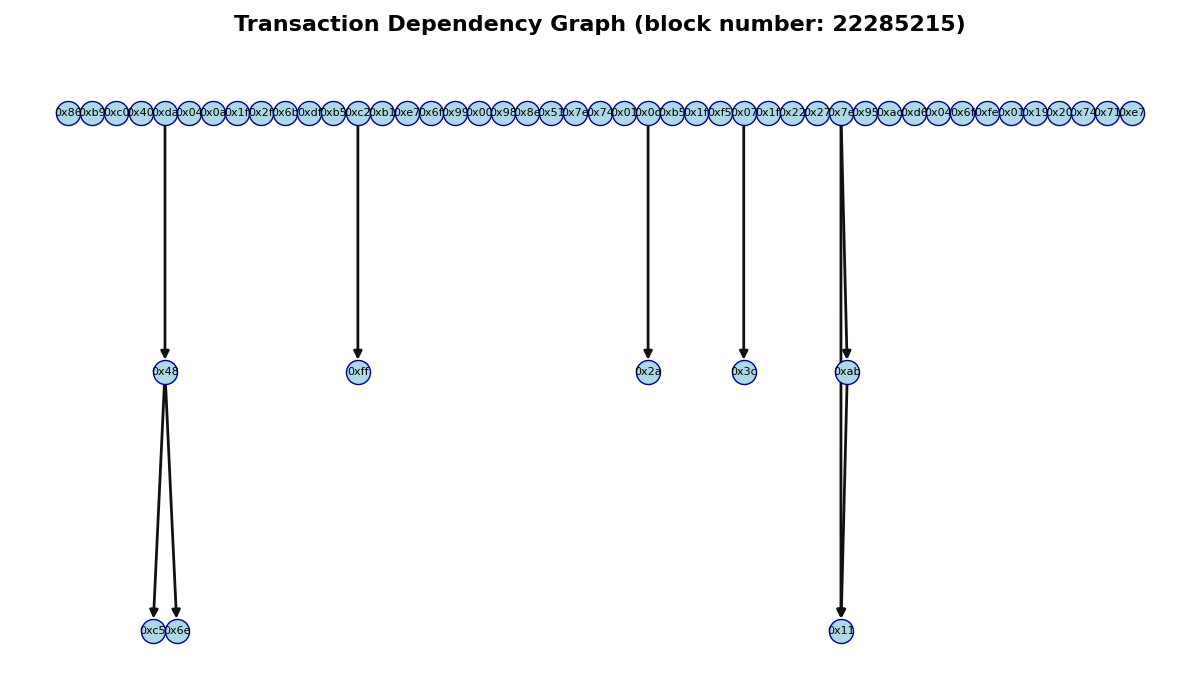 Transaction Dependency Graph (block number: 22285215)
0x86 0xb9 0xc0 0x40 0xda 0x04 0x0a 0x1f 0x2f 0x6b 0xdf 0xb5 0xc2 0xb1 0xe7 0x6f 0x99 0x00 0x98 0x8e 0x51 0x7e 0x74 0x01 0x0d 0xb5 0x1f 0xf5 0x07 0x1f 0x22 0x27 0x7e 0x95 0xac 0xd6 0x04 0x6f 0xfe 0x01 0x19 0x20 0x74 0x71 0xe7
0x48 0xff 0x2a 0x3c 0xab
0xc5 0x6e 0x11